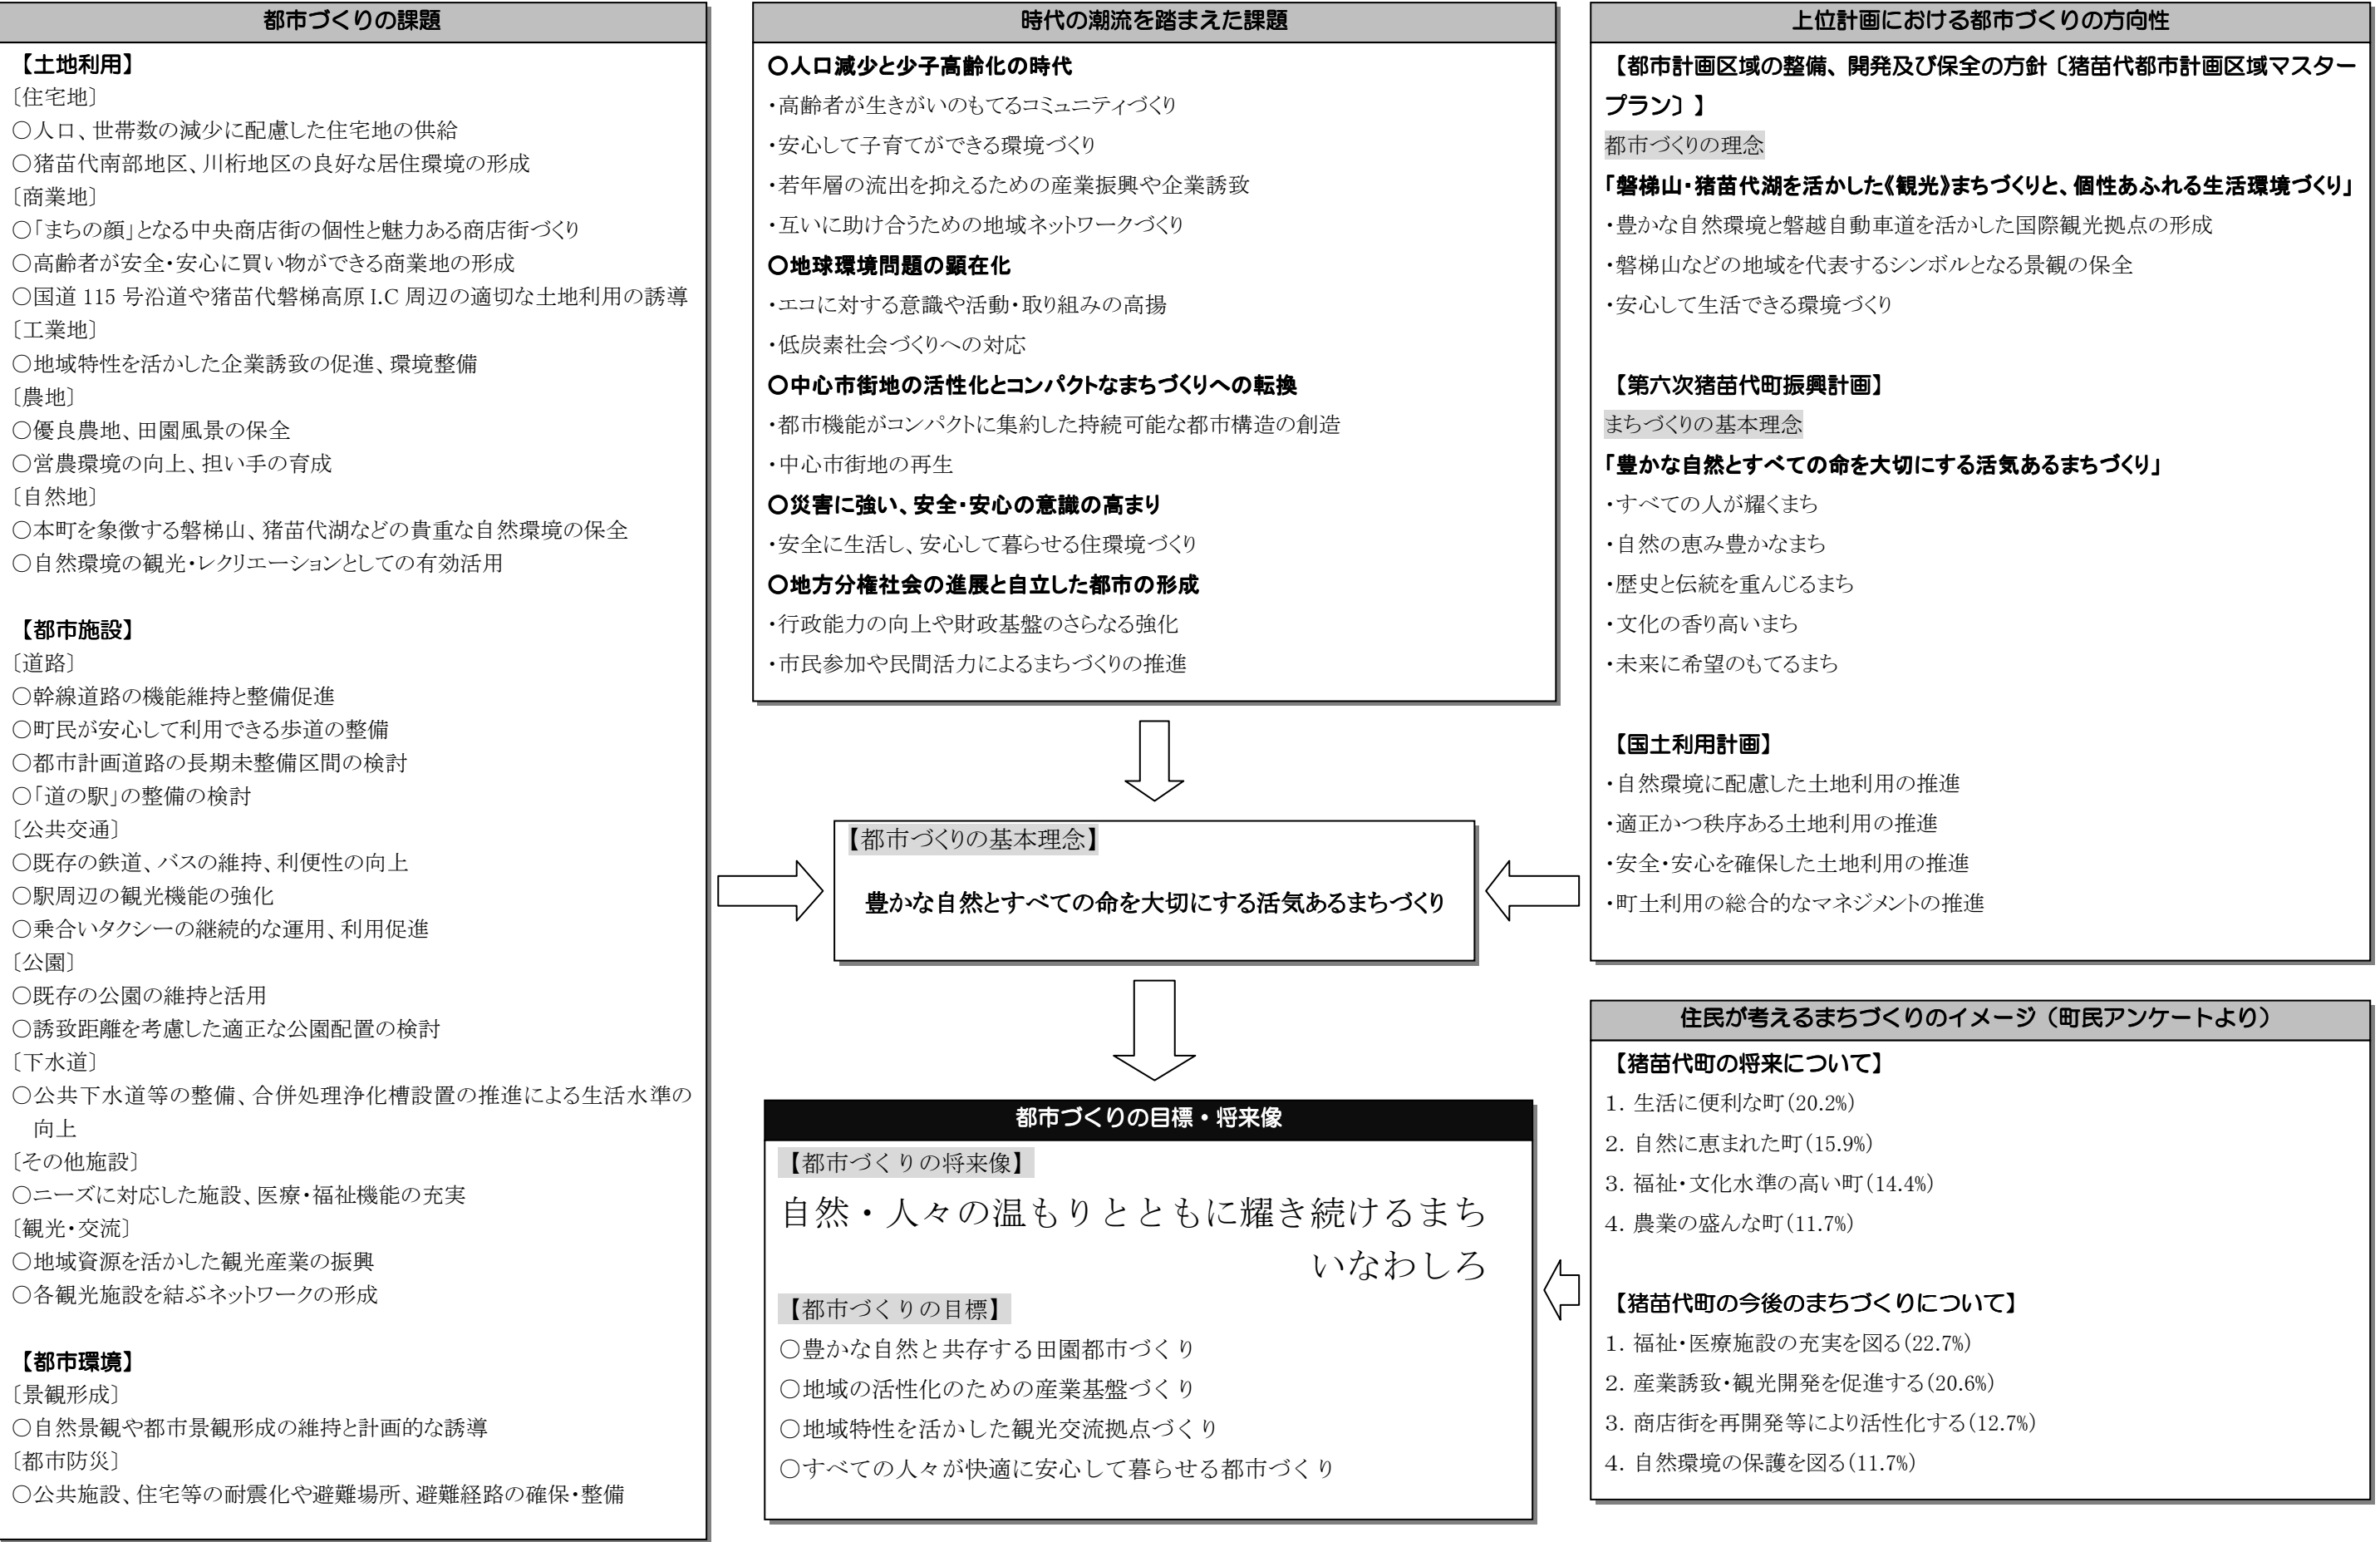 都市づくりの課題
【土地利用】
〔住宅地〕
○人口、世帯数の減少に配慮した住宅地の供給
○猪苗代南部地区、川桁地区の良好な居住環境の形成
〔商業地〕
○「まちの顔」となる中央商店街の個性と魅力ある商店街づくり
○高齢者が安全・安心に買い物ができる商業地の形成
○国道 115 号沿道や猪苗代磐梯高原 I.C 周辺の適切な土地利用の誘導
〔工業地〕
○地域特性を活かした企業誘致の促進、環境整備
〔農地〕
○優良農地、田園風景の保全
○営農環境の向上、担い手の育成
〔自然地〕
○本町を象徴する磐梯山、猪苗代湖などの貴重な自然環境の保全
○自然環境の観光・レクリエーションとしての有効活用
【都市施設】
〔道路〕
○幹線道路の機能維持と整備促進
○町民が安心して利用できる歩道の整備
○都市計画道路の長期未整備区間の検討
○「道の駅」の整備の検討
〔公共交通〕
○既存の鉄道、バスの維持、利便性の向上
○駅周辺の観光機能の強化
○乗合いタクシーの継続的な運用、利用促進
〔公園〕
○既存の公園の維持と活用
○誘致距離を考慮した適正な公園配置の検討
〔下水道〕
○公共下水道等の整備、合併処理浄化槽設置の推進による生活水準の
向上
〔その他施設〕
○ニーズに対応した施設、医療・福祉機能の充実
〔観光・交流〕
○地域資源を活かした観光産業の振興
○各観光施設を結ぶネットワークの形成
【都市環境】
〔景観形成〕
○自然景観や都市景観形成の維持と計画的な誘導
〔都市防災〕
○公共施設、住宅等の耐震化や避難場所、避難経路の確保・整備
時代の潮流を踏まえた課題
○人口減少と少子高齢化の時代
・高齢者が生きがいのもてるコミュニティづくり
・安心して子育てができる環境づくり
・若年層の流出を抑えるための産業振興や企業誘致
・互いに助け合うための地域ネットワークづくり
○地球環境問題の顕在化
・エコに対する意識や活動・取り組みの高揚
・低炭素社会づくりへの対応
○中心市街地の活性化とコンパクトなまちづくりへの転換
・都市機能がコンパクトに集約した持続可能な都市構造の創造
・中心市街地の再生
○災害に強い、安全・安心の意識の高まり
・安全に生活し、安心して暮らせる住環境づくり
○地方分権社会の進展と自立した都市の形成
・行政能力の向上や財政基盤のさらなる強化
・市民参加や民間活力によるまちづくりの推進
【都市づくりの基本理念】
豊かな自然とすべての命を大切にする活気あるまちづくり
都市づくりの目標・将来像
【都市づくりの将来像】
自然・人々の温もりとともに耀き続けるまち
いなわしろ
【都市づくりの目標】
○豊かな自然と共存する田園都市づくり
○地域の活性化のための産業基盤づくり
○地域特性を活かした観光交流拠点づくり
○すべての人々が快適に安心して暮らせる都市づくり
上位計画における都市づくりの方向性
【都市計画区域の整備、開発及び保全の方針〔猪苗代都市計画区域マスター
プラン〕】
都市づくりの理念
「磐梯山・猪苗代湖を活かした《観光》まちづくりと、個性あふれる生活環境づくり」
・豊かな自然環境と磐越自動車道を活かした国際観光拠点の形成
・磐梯山などの地域を代表するシンボルとなる景観の保全
・安心して生活できる環境づくり
【第六次猪苗代町振興計画】
まちづくりの基本理念
「豊かな自然とすべての命を大切にする活気あるまちづくり」
・すべての人が耀くまち
・自然の恵み豊かなまち
・歴史と伝統を重んじるまち
・文化の香り高いまち
・未来に希望のもてるまち
【国土利用計画】
・自然環境に配慮した土地利用の推進
・適正かつ秩序ある土地利用の推進
・安全・安心を確保した土地利用の推進
・町土利用の総合的なマネジメントの推進
住民が考えるまちづくりのイメージ（町民アンケートより）
【猪苗代町の将来について】
1. 生活に便利な町(20.2%)
2. 自然に恵まれた町(15.9%)
3. 福祉・文化水準の高い町(14.4%)
4. 農業の盛んな町(11.7%)
【猪苗代町の今後のまちづくりについて】
1. 福祉・医療施設の充実を図る(22.7%)
2. 産業誘致・観光開発を促進する(20.6%)
3. 商店街を再開発等により活性化する(12.7%)
4. 自然環境の保護を図る(11.7%)